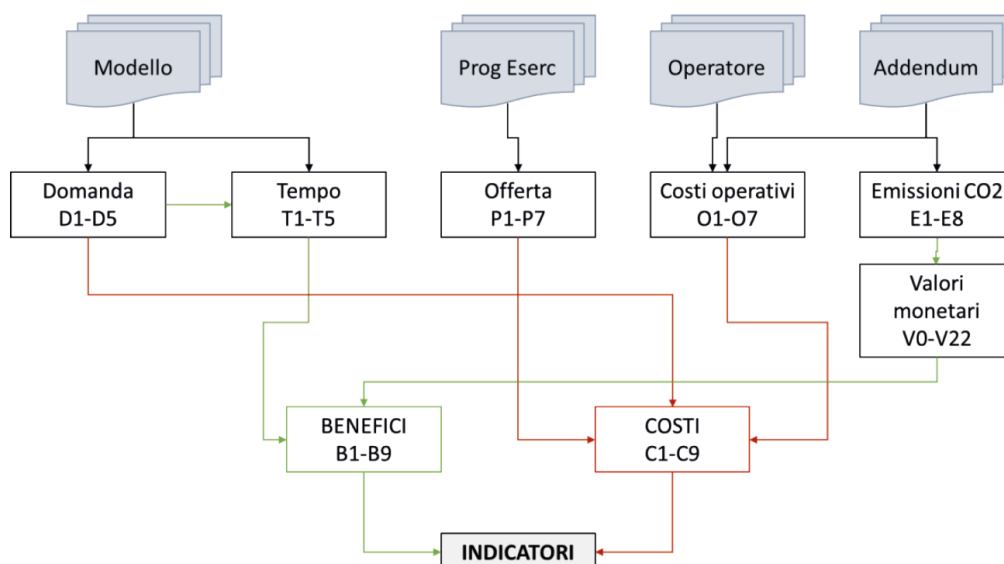 Modello
Prog Eserc
Operatore
Addendum
Domanda
D1-D5
Tempo
T1-T5
Offerta
P1-P7
Costi operativi
O1-O7
Emissioni CO2
E1-E8
Valori
monetari
V0-V22
BENEFICI
B1-B9
COSTI
C1-C9
INDICATORI